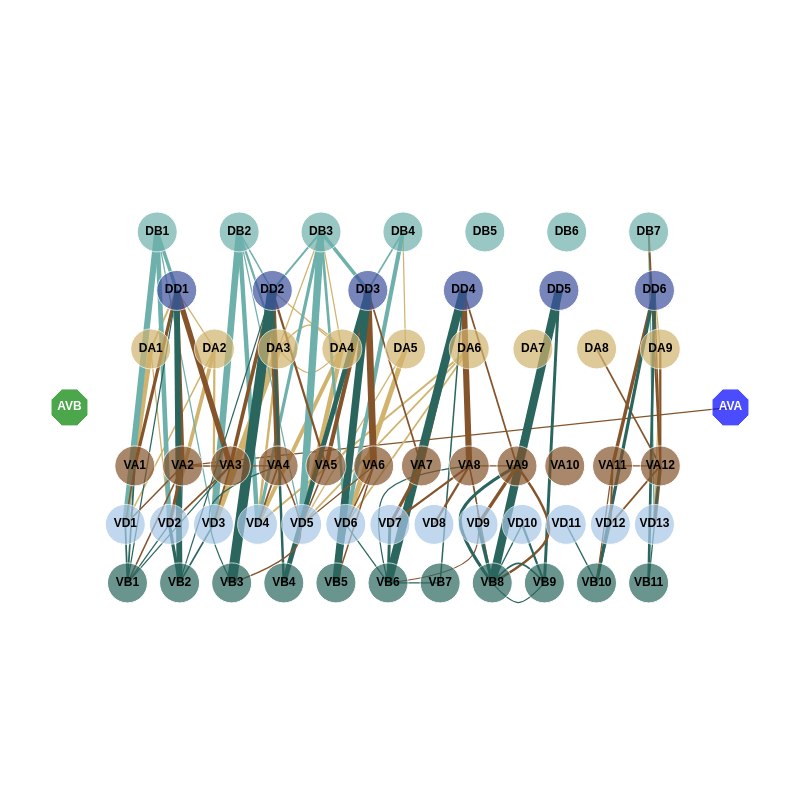 DB1 DB2 DB3 DB4 DB5 DB6 DB7
DD1 DD2 DD3 DD4 DD5 DD6
DA1 DA2 DA3 DA4 DA5 DA6 DA7 DA8 DA9
AVB AVA
VA1 VA2 VA3 VA4 VA5 VA6 VA7 VA8 VA9 VA10 VA11 VA12
VD1 VD2 VD3 VD4 VD5 VD6 VD7 VD8 VD9 VD10 VD11 VD12 VD13
VB1 VB2 VB3 VB4 VB5 VB6 VB7 VB8 VB9 VB10 VB11